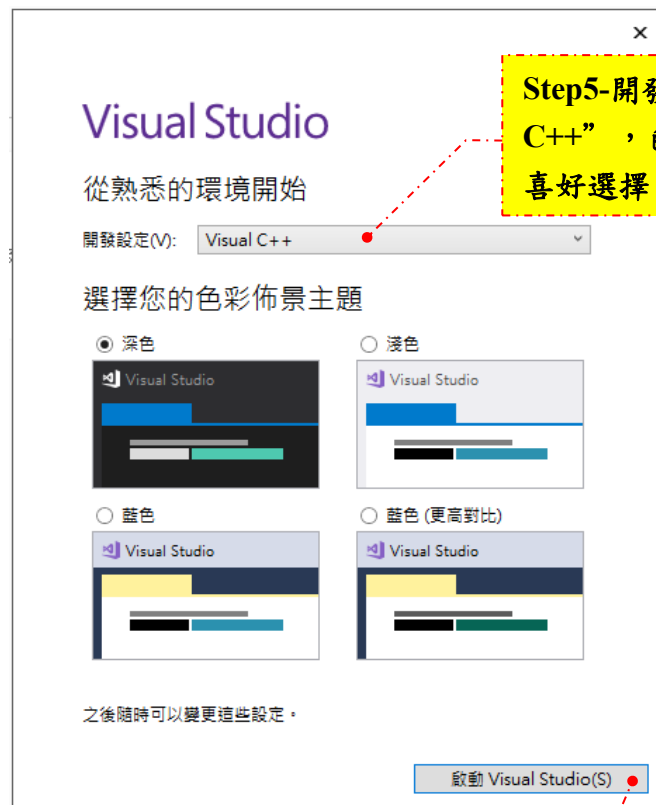 Step5-開發
C++”，
喜好選擇
Visual Studio
從熟悉的環境開始
開發設定(V): Visual C++
選擇您的色彩佈景主題
深色 淺色
Visual Studio Visual Studio
藍色 藍色 (更高對比)
Visual Studio Visual Studio
之後隨時可以變更這些設定。
啟動 Visual Studio(S)